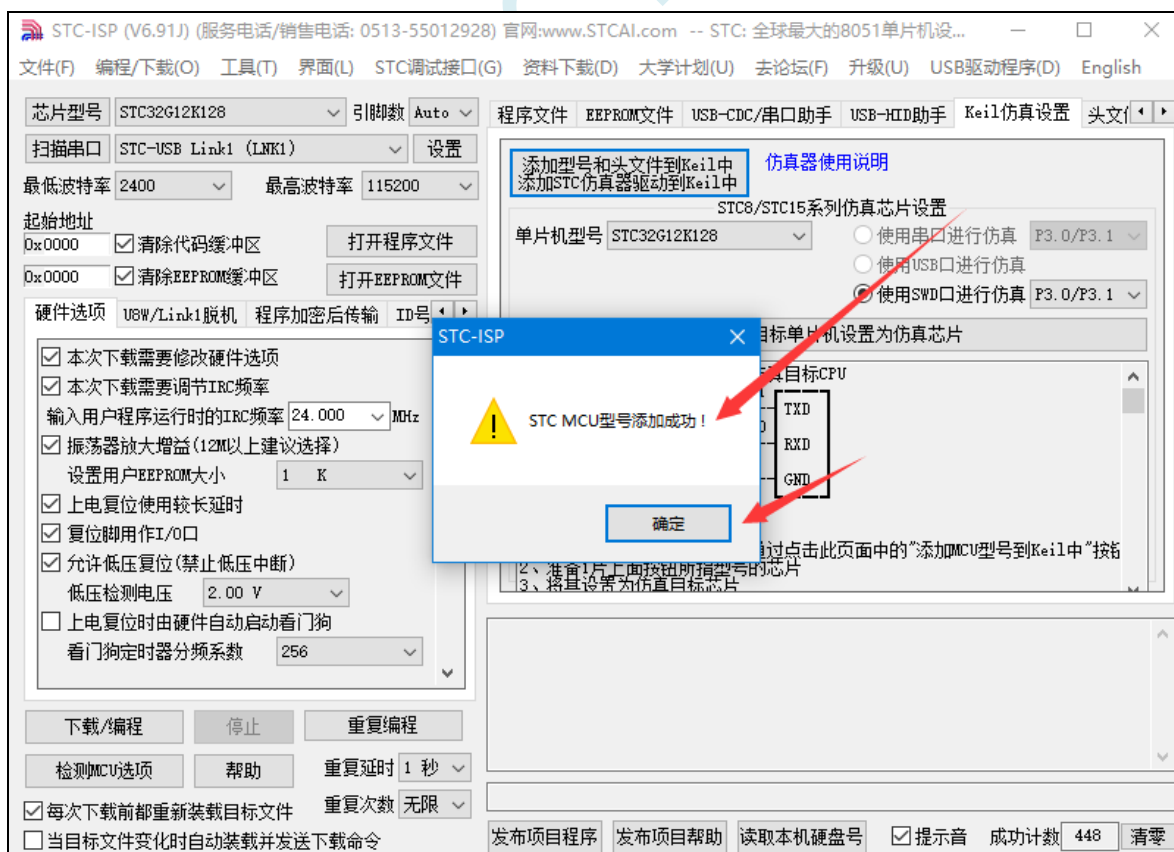 STC-ISP (V6.91J) (服务电话/销售电话: 0513-55012928) 官网:www.STCAI.com -- STC: 全球最大的8051单片机设...
文件(F) 编程/下载(O) 工具(T) 界面(L) STC调试接口(G) 资料下载(D) 大学计划(U) 去论坛(F) 升级(U) USB驱动程序(D) English
芯片型号 STC32G12K128 引脚数 Auto
扫描串口 STC-USB Link1 (LNK1) 设置
最低波特率 2400 最高波特率 115200
起始地址
0x0000 清除代码缓冲区 打开程序文件
0x0000 清除EEPROM缓冲区 打开EEPROM文件
硬件选项 U8W/Link1脱机 程序加密后传输 ID号
本次下载需要修改硬件选项
本次下载需要调节IRC频率
输入用户程序运行时的IRC频率 24.000 MHz
振荡器放大增益(12M以上建议选择)
设置用户EEPROM大小 1 K
上电复位使用较长延时
复位脚用作I/O口
允许低压复位(禁止低压中断)
低压检测电压 2.00 V
上电复位时由硬件自动启动看门狗
看门狗定时器分频系数 256
下载/编程 停止 重复编程
检测MCU选项 帮助 重复延时 1 秒
每次下载前都重新装载目标文件 重复次数 无限
当目标文件变化时自动装载并发送下载命令
程序文件 EEPROM文件 USB-CDC/串口助手 USB-HID助手 Keil仿真设置 头文件
添加型号和头文件到Keil中
添加STC仿真器驱动到Keil中
仿真器使用说明
STC8/STC15系列仿真芯片设置
单片机型号 STC32G12K128 使用串口进行仿真 P3.0/P3.1
使用USB口进行仿真
使用SWD口进行仿真 P3.0/P3.1
目标单片机设置为仿真芯片
目标CPU
TXD
RXD
GND
过点击此页面中的"添加MCU型号到Keil中"按钮
2、准备1片上面按钮所指型号的芯片
3、将其设置为仿真目标芯片
STC-ISP
STC MCU型号添加成功!
确定
发布项目程序 发布项目帮助 读取本机硬盘号 提示音 成功计数 448 清零